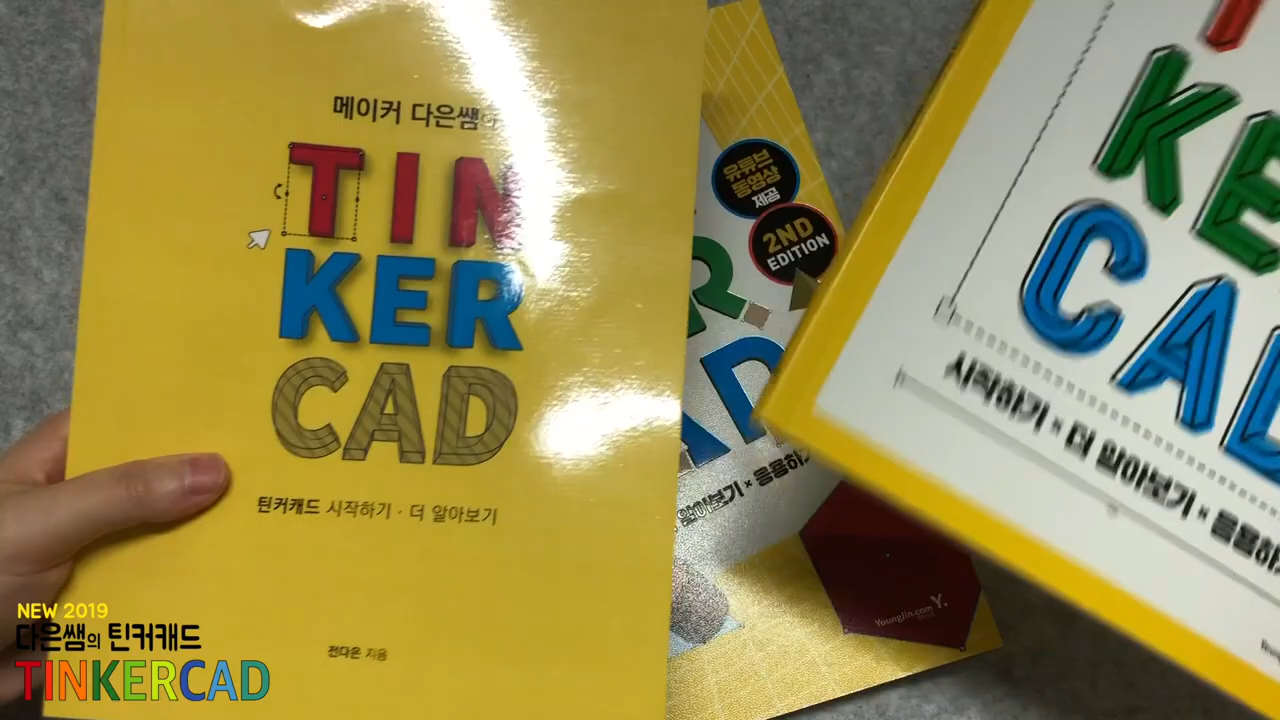 메이커 다은쌤의
TIN
KER
CAD
틴커캐드 시작하기 · 더 알아보기
전다은 지음
유튜브
동영상
제공
2ND
EDITION
R
AD
알아보기 × 응용하기
YoungJin.com Y.
KE
CA
시작하기 × 더 알아보기 × 응용하
NEW 2019
다은쌤의 틴커캐드
TINKERCAD